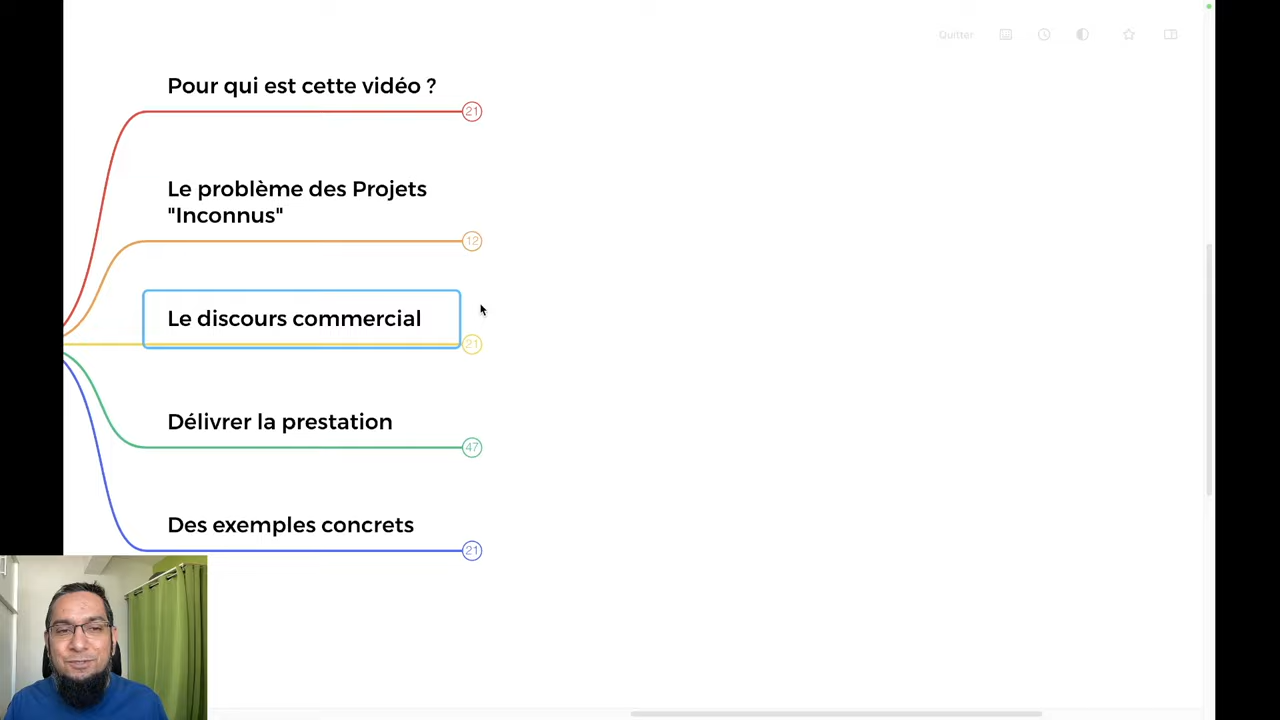 Quitter
Pour qui est cette vidéo ?
21
Le problème des Projets
"Inconnus"
12
Le discours commercial
21
Délivrer la prestation
47
Des exemples concrets
21